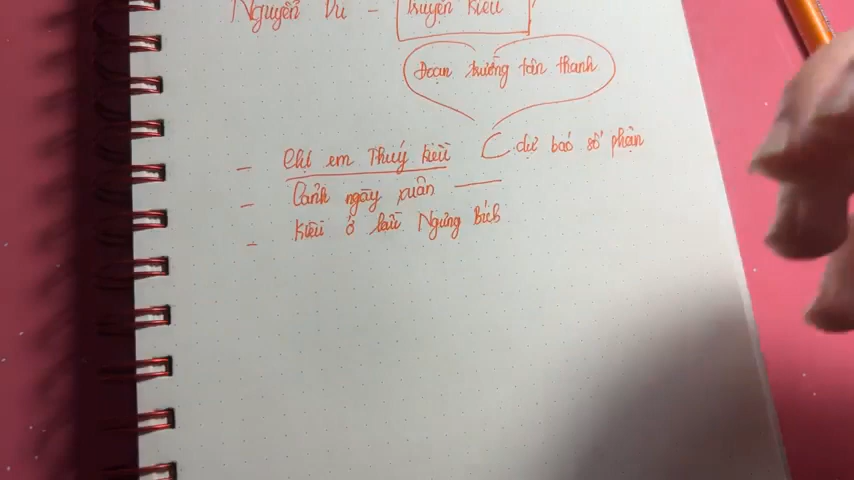 Nguyễn Du - Truyện Kiều
Đoạn trường tân thanh
- Chị em Thúy Kiều dự báo số phận
- Cảnh ngày xuân
- Kiều ở lầu Ngưng Bích